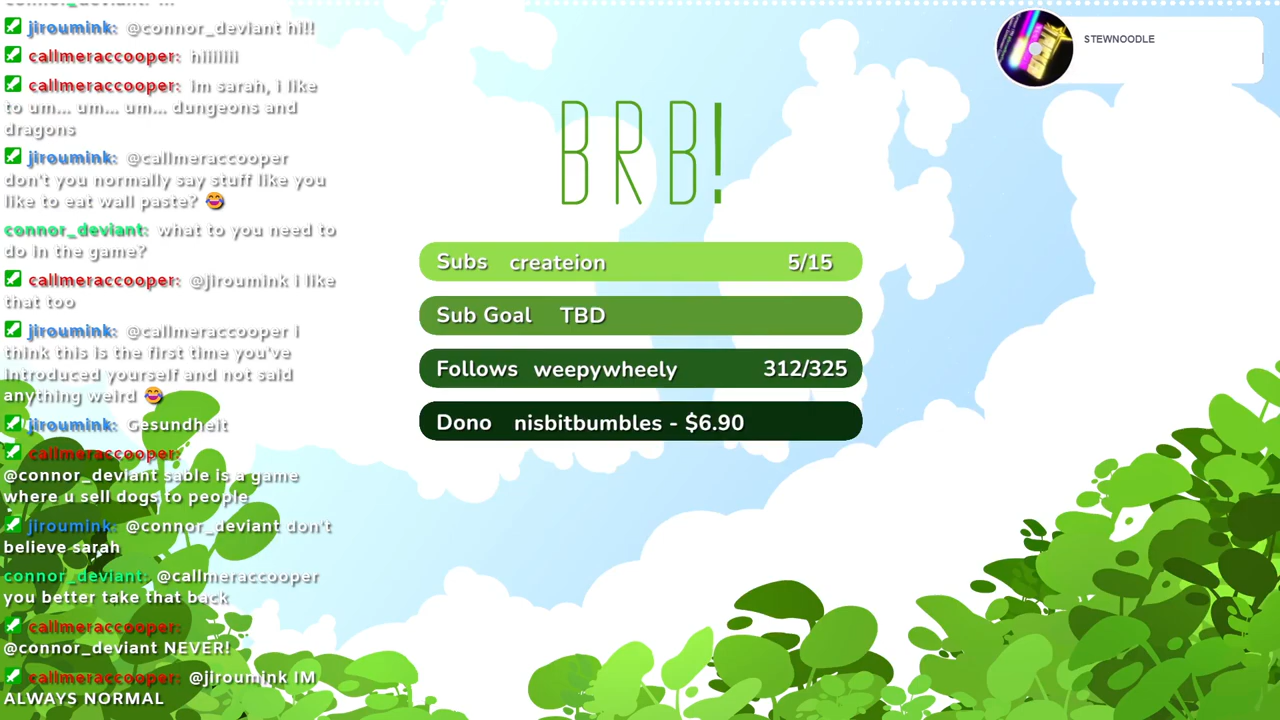 jiroumink: @connor_deviant hi!!
callmeraccooper: hiiiiiii
callmeraccooper: im sarah, i like
to um... um... um... dungeons and
dragons
jiroumink: @callmeraccooper
don't you normally say stuff like you
like to eat wall paste? 😂
connor_deviant: what to you need to
do in the game?
callmeraccooper: @jiroumink i like
that too
jiroumink: @callmeraccooper I
think this is the first time you've
introduced yourself and not said
anything weird 😂
jiroumink: Gesundheit
callmeraccooper:
@connor_deviant sable is a game
where u sell dogs to people
jiroumink: @connor_deviant don't
believe sarah
connor_deviant: @callmeraccooper
you better take that back
callmeraccooper:
@connor_deviant NEVER!
callmeraccooper: @jiroumink IM
ALWAYS NORMAL
BRB!
Subs createion 5/15
Sub Goal TBD
Follows weepywheely 312/325
Dono nisbitbumbles - $6.90
STEWNOODLE